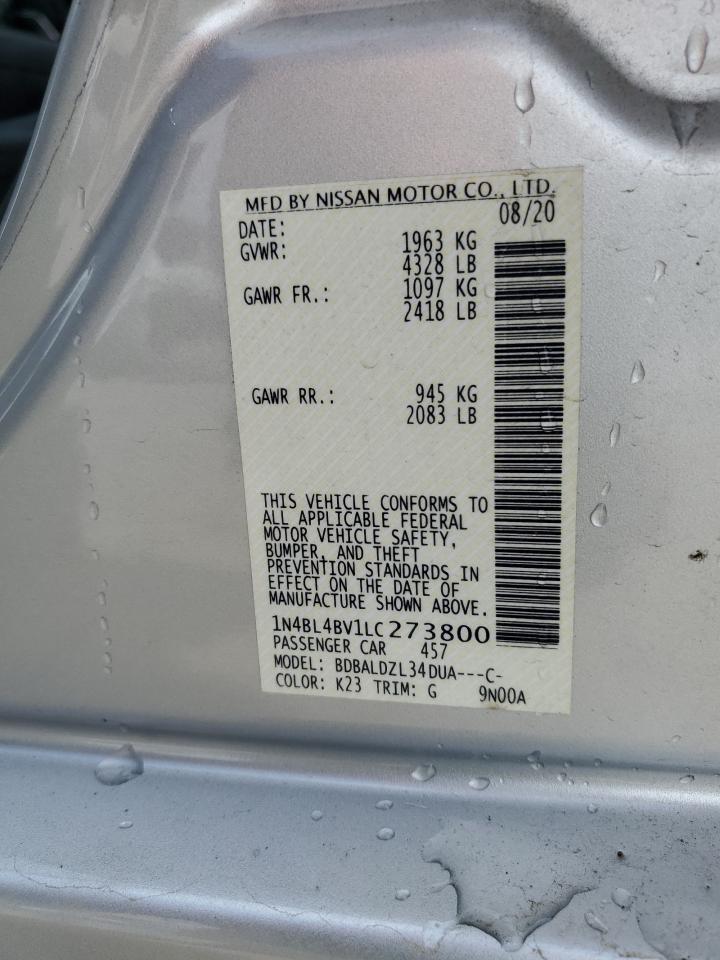 MFD BY NISSAN MOTOR CO., LTD.
DATE: 08/20
GVWR: 1963 KG
4328 LB
GAWR FR.: 1097 KG
2418 LB
GAWR RR.: 945 KG
2083 LB
THIS VEHICLE CONFORMS TO
ALL APPLICABLE FEDERAL
MOTOR VEHICLE SAFETY,
BUMPER, AND THEFT
PREVENTION STANDARDS IN
EFFECT ON THE DATE OF
MANUFACTURE SHOWN ABOVE.
1N4BL4BV1LC273800
PASSENGER CAR 457
MODEL: BDBALDZL34DUA---C-
COLOR: K23 TRIM: G 9N00A